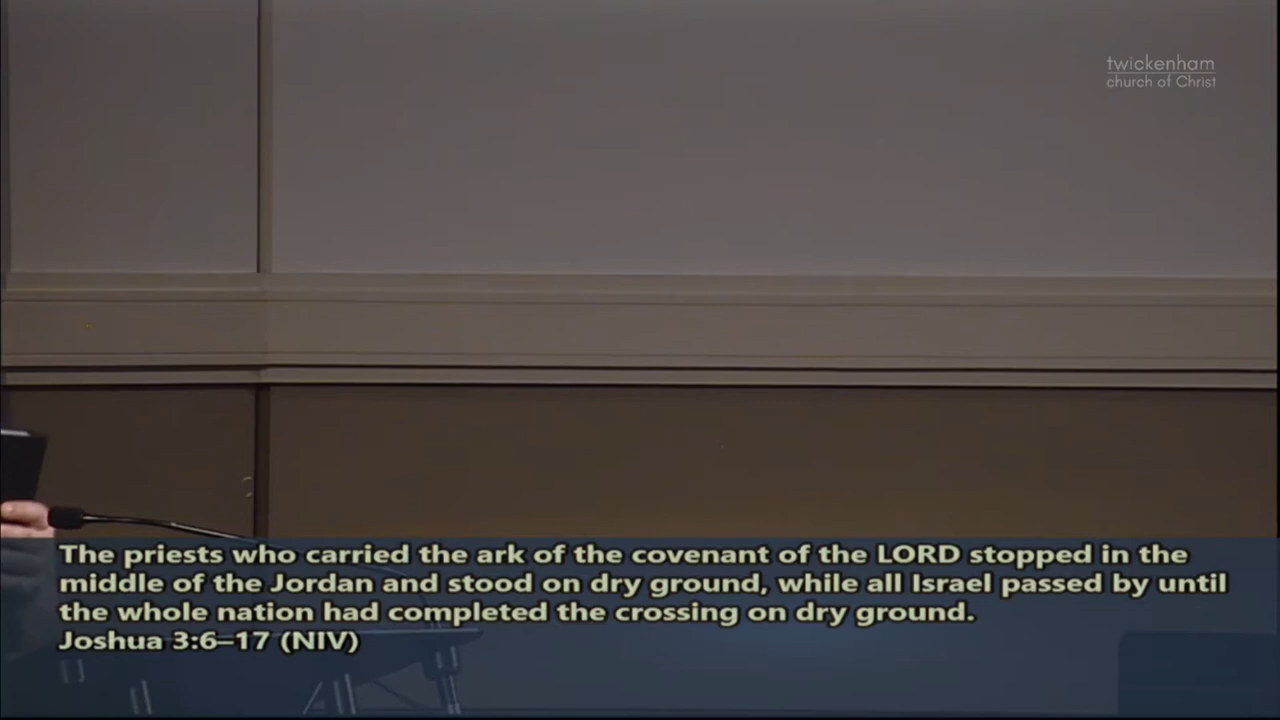 twickenham
church of Christ
The priests who carried the ark of the covenant of the LORD stopped in the
middle of the Jordan and stood on dry ground, while all Israel passed by until
the whole nation had completed the crossing on dry ground.
Joshua 3:6–17 (NIV)